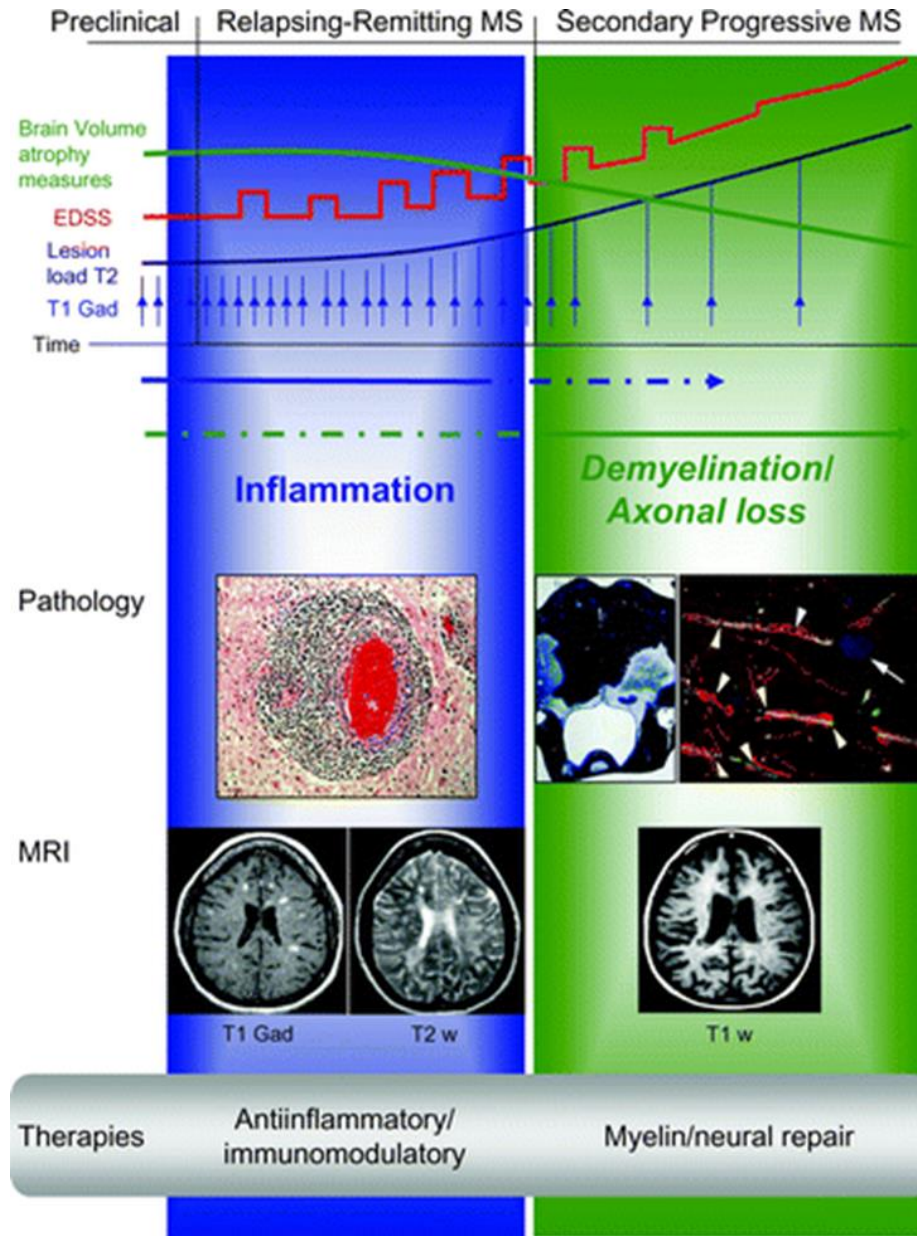 Preclinical
Relapsing-Remitting MS
Secondary Progressive MS
Brain Volume
atrophy
measures
EDSS
Lesion
load T2
T1 Gad
Time
Inflammation
Demyelination/
Axonal loss
Pathology
MRI
T1 Gad
T2 w
T1 w
Therapies
Antiinflammatory/
immunomodulatory
Myelin/neural repair